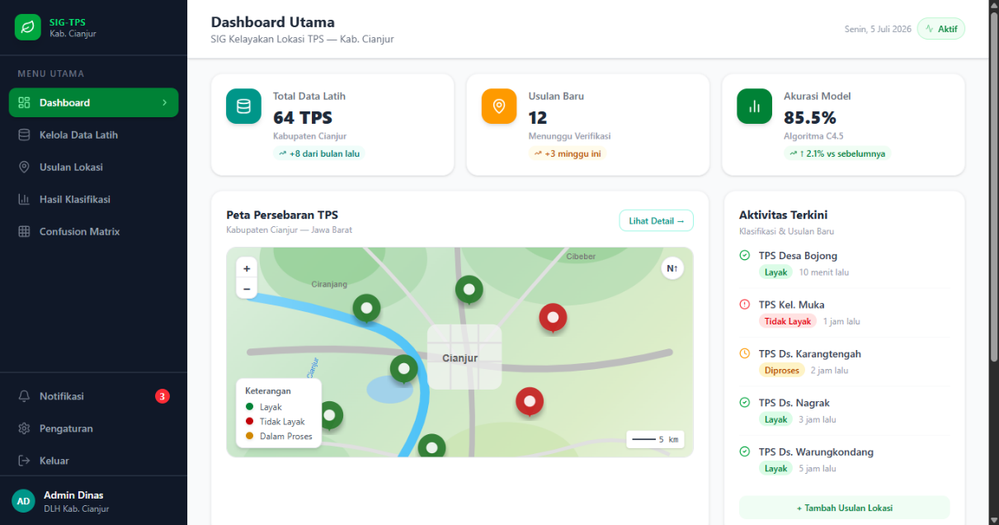 SIG-TPS
Kab. Cianjur
MENU UTAMA
Dashboard
Kelola Data Latih
Usulan Lokasi
Hasil Klasifikasi
Confusion Matrix
Notifikasi
3
Pengaturan
Keluar
AD
Admin Dinas
DLH Kab. Cianjur
Dashboard Utama
SIG Kelayakan Lokasi TPS — Kab. Cianjur
Senin, 5 Juli 2026
Aktif
Total Data Latih
64 TPS
Kabupaten Cianjur
+8 dari bulan lalu
Usulan Baru
12
Menunggu Verifikasi
+3 minggu ini
Akurasi Model
85.5%
Algoritma C4.5
↑ 2.1% vs sebelumnya
Peta Persebaran TPS
Kabupaten Cianjur — Jawa Barat
Lihat Detail →
+
−
N↑
Cibeber
Ciranjang
Cianjur
Cianjur
Keterangan
Layak
Tidak Layak
Dalam Proses
5 km
Aktivitas Terkini
Klasifikasi & Usulan Baru
TPS Desa Bojong
Layak 10 menit lalu
TPS Kel. Muka
Tidak Layak 1 jam lalu
TPS Ds. Karangtengah
Diproses 2 jam lalu
TPS Ds. Nagrak
Layak 3 jam lalu
TPS Ds. Warungkondang
Layak 5 jam lalu
+ Tambah Usulan Lokasi